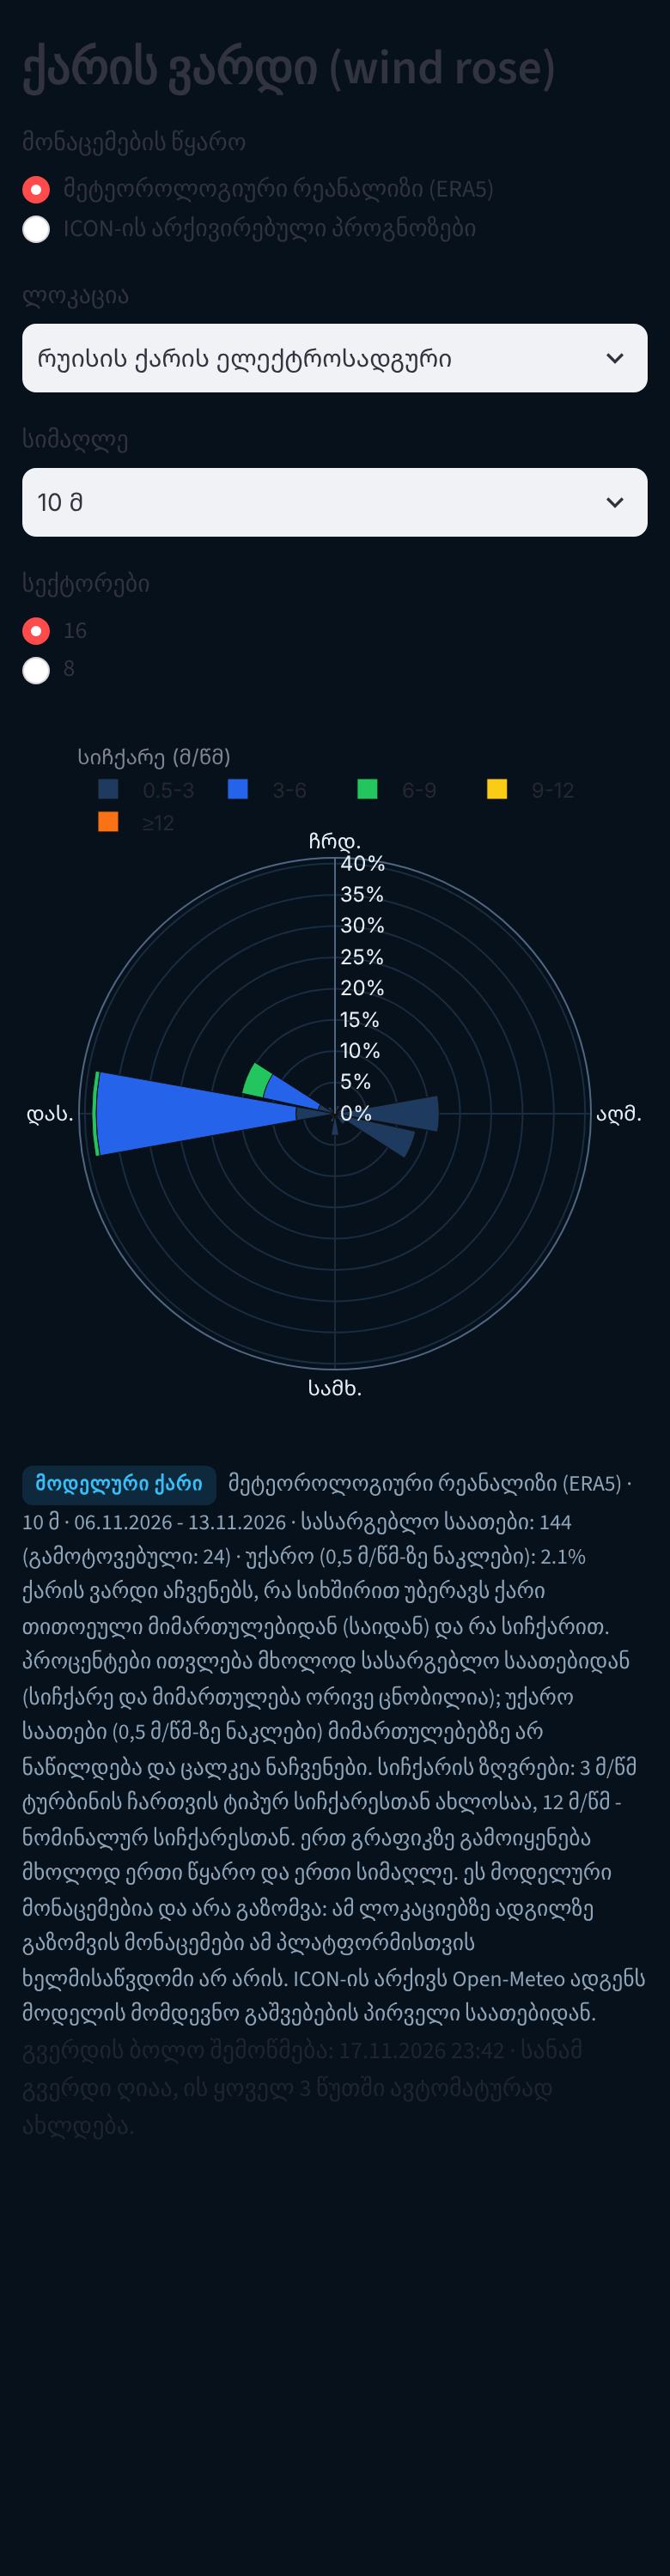 ქარის ვარდი (wind rose)
მონაცემების წყარო
მეტეოროლოგიური რეანალიზი (ERA5)
ICON-ის არქივირებული პროგნოზები
ლოკაცია
რუისის ქარის ელექტროსადგური
სიმაღლე
10 მ
სექტორები
16
8
სიჩქარე (მ/წმ)
0.5-3 3-6 6-9 9-12
≥12
ჩრდ.
40%
35%
30%
25%
20%
15%
10%
5%
დას. 0% აღმ.
სამხ.
მოდელური ქარი მეტეოროლოგიური რეანალიზი (ERA5) ·
10 მ · 06.11.2026 - 13.11.2026 · სასარგებლო საათები: 144
(გამოტოვებული: 24) · უქარო (0,5 მ/წმ-ზე ნაკლები): 2.1%
ქარის ვარდი აჩვენებს, რა სიხშირით უბერავს ქარი
თითოეული მიმართულებიდან (საიდან) და რა სიჩქარით.
პროცენტები ითვლება მხოლოდ სასარგებლო საათებიდან
(სიჩქარე და მიმართულება ორივე ცნობილია); უქარო
საათები (0,5 მ/წმ-ზე ნაკლები) მიმართულებებზე არ
ნაწილდება და ცალკეა ნაჩვენები. სიჩქარის ზღვრები: 3 მ/წმ
ტურბინის ჩართვის ტიპურ სიჩქარესთან ახლოსაა, 12 მ/წმ -
ნომინალურ სიჩქარესთან. ერთ გრაფიკზე გამოიყენება
მხოლოდ ერთი წყარო და ერთი სიმაღლე. ეს მოდელური
მონაცემებია და არა გაზომვა: ამ ლოკაციებზე ადგილზე
გაზომვის მონაცემები ამ პლატფორმისთვის
ხელმისაწვდომი არ არის. ICON-ის არქივს Open-Meteo ადგენს
მოდელის მომდევნო გაშვებების პირველი საათებიდან.
გვერდის ბოლო შემოწმება: 17.11.2026 23:42 · სანამ
გვერდი ღიაა, ის ყოველ 3 წუთში ავტომატურად
ახლდება.